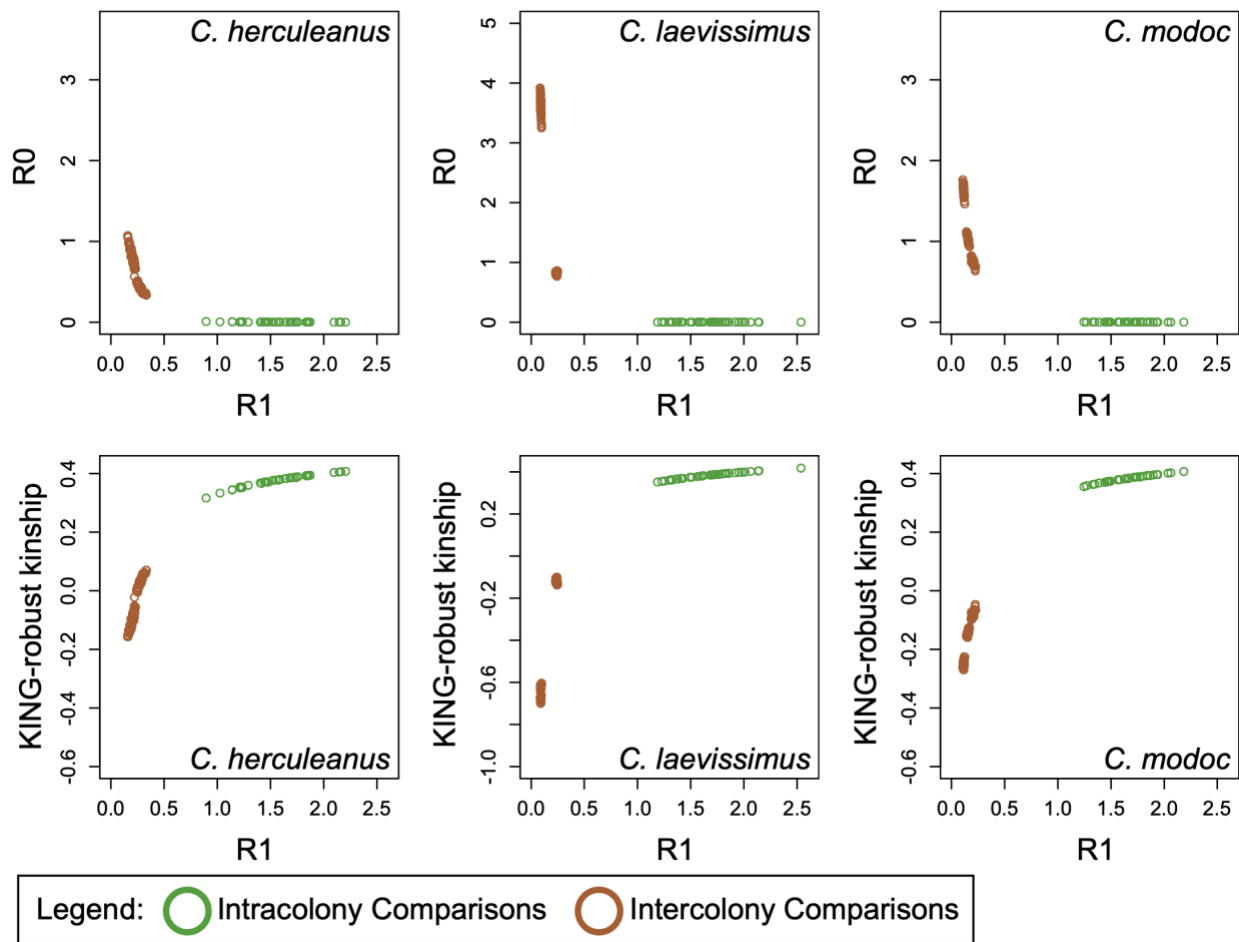 C. herculeanus
C. laevissimus
C. modoc
R0
3
2
1
0
0.0 0.5 1.0 1.5 2.0 2.5
R1
R0
5
4
3
2
1
0
0.0 0.5 1.0 1.5 2.0 2.5
R1
R0
3
2
1
0
0.0 0.5 1.0 1.5 2.0 2.5
R1
KING-robust kinship
0.4
0.2
0.0
-0.2
-0.4
-0.6
C. herculeanus
0.0 0.5 1.0 1.5 2.0 2.5
R1
KING-robust kinship
0.2
-0.2
-0.6
-1.0
C. laevissimus
0.0 0.5 1.0 1.5 2.0 2.5
R1
KING-robust kinship
0.4
0.2
0.0
-0.2
-0.4
-0.6
C. modoc
0.0 0.5 1.0 1.5 2.0 2.5
R1
Legend: Intracolony Comparisons Intercolony Comparisons